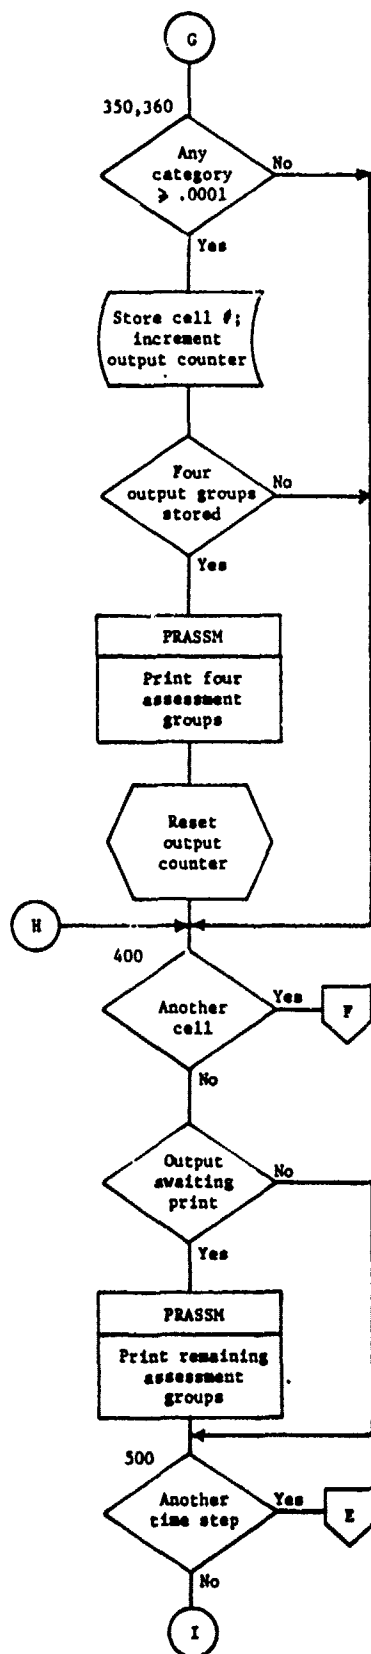 G
350,360
Any
No
category
≥ .0001
Yes
Store cell #;
increment
output counter
Four
No
output groups
stored
Yes
PRASSM
Print four
assessment
groups
Reset
output
counter
H
400
Another
cell
Yes
F
No
Output
awaiting
print
No
Yes
PRASSM
Print remaining
assessment
groups
500
Another
time step
Yes
E
No
I